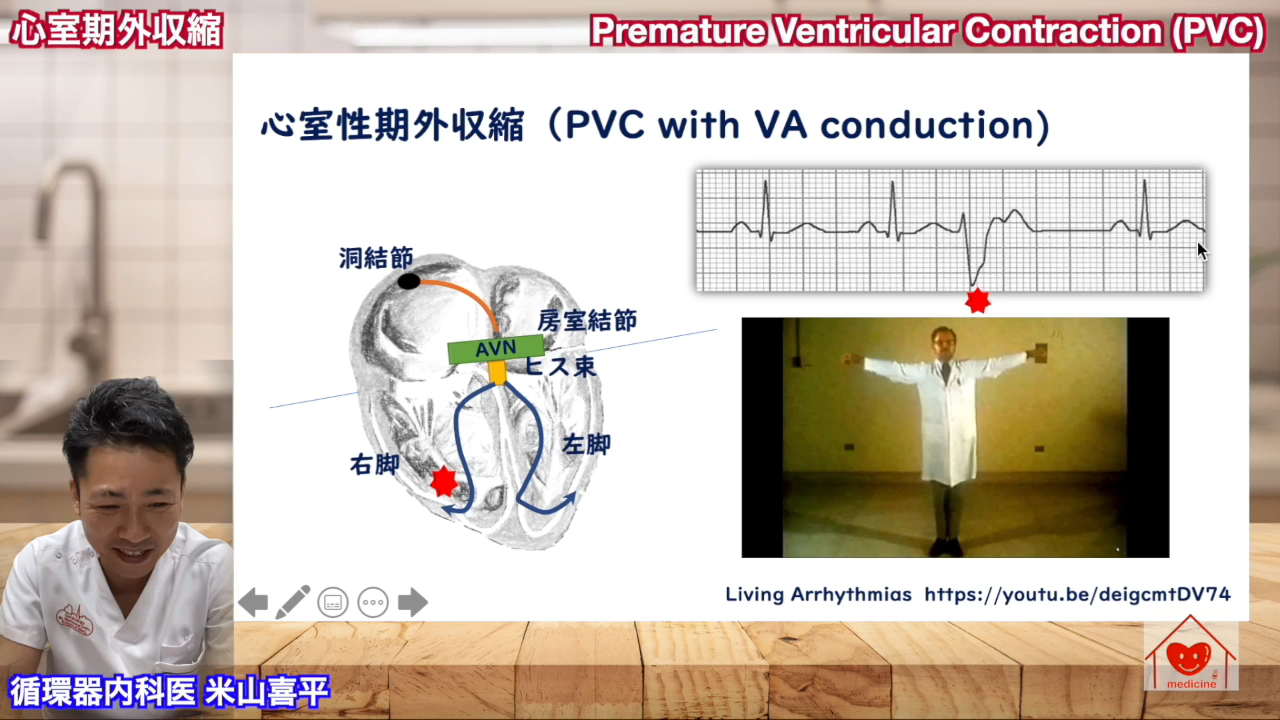 心室期外収縮
Premature Ventricular Contraction (PVC)
心室性期外収縮（PVC with VA conduction)
洞結節
房室結節
AVN
ヒス束
左脚
右脚
Living Arrhythmias https://youtu.be/deigcmtDV74
medicine
循環器内科医 米山喜平